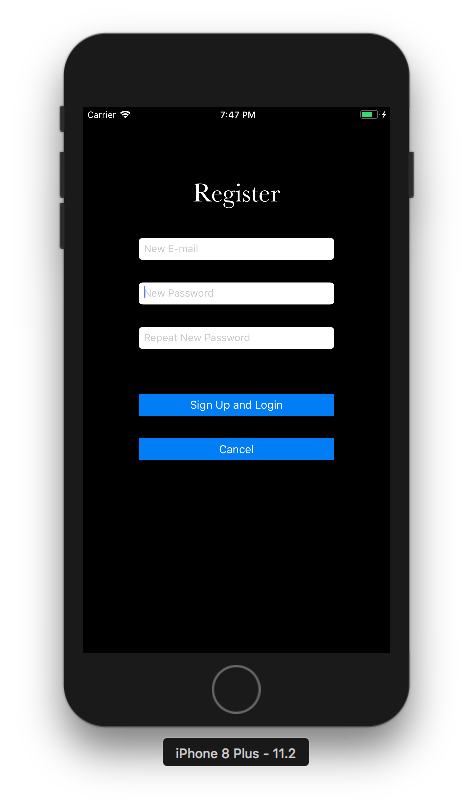 Carrier 7:47 PM
Register
New E-mail
New Password
Repeat New Password
Sign Up and Login
Cancel
iPhone 8 Plus - 11.2